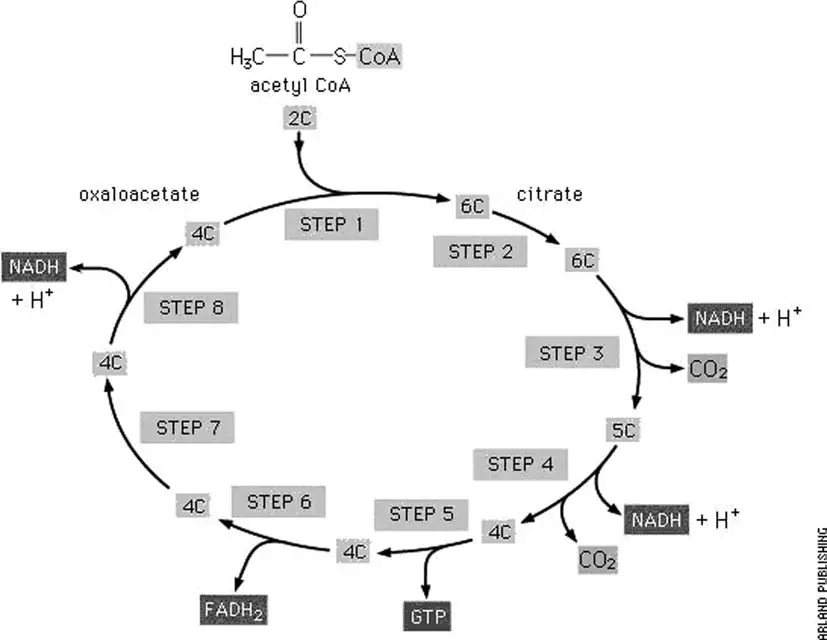 O
H₃C—C—S—CoA
acetyl CoA
2C
oxaloacetate
citrate
4C
STEP 1
6C
STEP 2
6C
NADH + H⁺
STEP 8
NADH + H⁺
STEP 3
CO₂
4C
5C
STEP 7
STEP 4
4C
STEP 6
STEP 5
4C
NADH + H⁺
4C
CO₂
FADH₂
GTP
ARLAND PUBLISHING